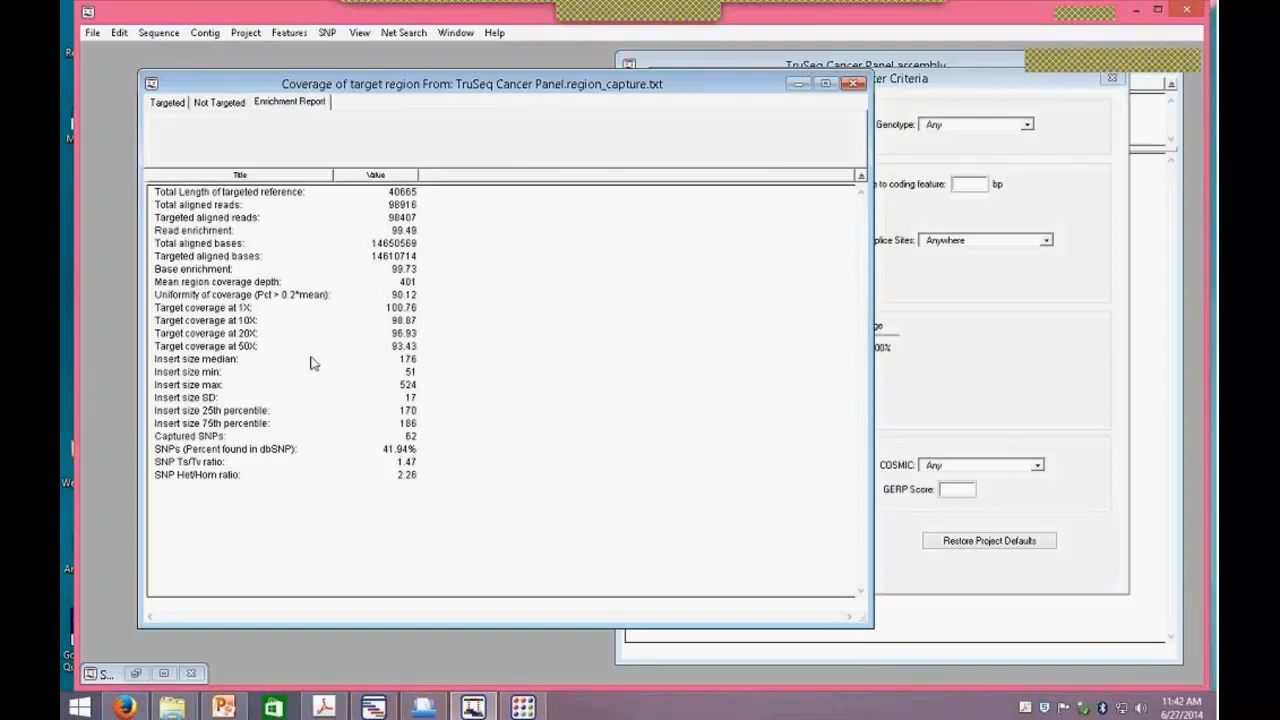 File Edit Sequence Contig Project Features SNP View Net Search Window Help
TruSeq Cancer Panel.assembly
Coverage of target region From: TruSeq Cancer Panel.region_capture.txt
Criteria
Targeted Not Targeted Enrichment Report
Genotype: Any
Title Value
to coding feature: bp
Total Length of targeted reference: 40665
Total aligned reads: 98916
Targeted aligned reads: 98407
Read enrichment: 99.49
Total aligned bases: 14650569
Targeted aligned bases: 14610714
Base enrichment: 99.73
Mean region coverage depth: 401
Uniformity of coverage (Pct > 0.2*mean): 90.12
Target coverage at 1X: 100.76
Target coverage at 10X: 98.87
Target coverage at 20X: 96.93
Target coverage at 50X: 93.43
Insert size median: 176
Insert size min: 51
Insert size max: 524
Insert size SD: 17
Insert size 25th percentile: 170
Insert size 75th percentile: 186
Captured SNPs: 62
SNPs (Percent found in dbSNP): 41.94%
SNP Ts/Tv ratio: 1.47
SNP Het/Hom ratio: 2.26
Sites: Anywhere
00%
COSMIC: Any
GERP Score:
Restore Project Defaults
S...
11:42 AM
6/27/2014